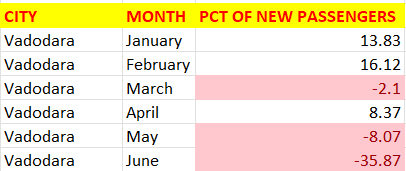 CITY MONTH PCT OF NEW PASSENGERS
Vadodara January 13.83
Vadodara February 16.12
Vadodara March -2.1
Vadodara April 8.37
Vadodara May -8.07
Vadodara June -35.87